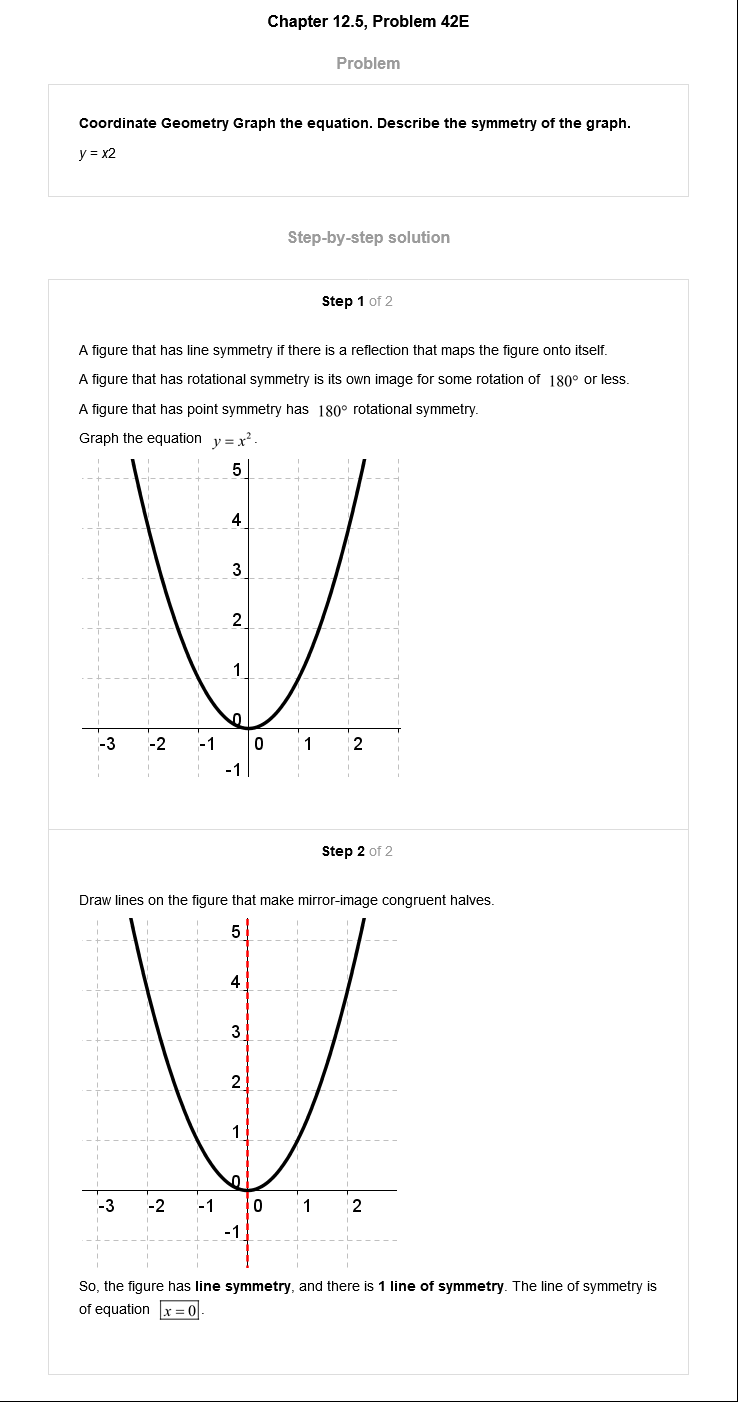 Chapter 12.5, Problem 42E
Problem
Coordinate Geometry Graph the equation. Describe the symmetry of the graph.
y = x2
Step-by-step solution
Step 1 of 2
A figure that has line symmetry if there is a reflection that maps the figure onto itself.
A figure that has rotational symmetry is its own image for some rotation of 180° or less.
A figure that has point symmetry has 180° rotational symmetry.
Graph the equation y = x².
5
4
3
2
1
0
-3 -2 -1 0 1 2
-1
Step 2 of 2
Draw lines on the figure that make mirror-image congruent halves.
5
4
3
2
1
0
-3 -2 -1 0 1 2
-1
So, the figure has line symmetry, and there is 1 line of symmetry. The line of symmetry is
of equation x = 0.